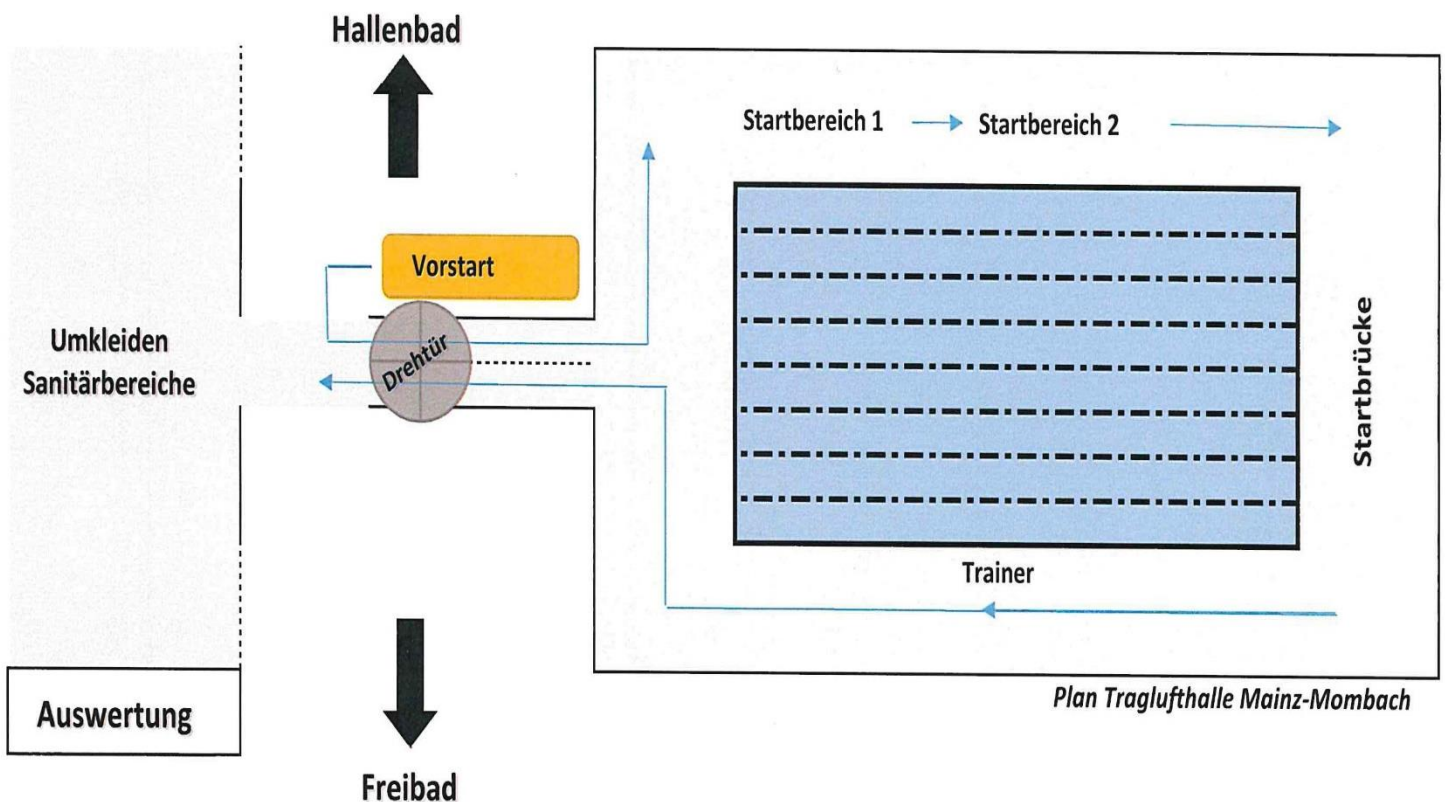 Hallenbad
Startbereich 1
Startbereich 2
Vorstart
Drehtür
Umkleiden
Sanitärbereiche
Startbrücke
Trainer
Plan Traglufthalle Mainz-Mombach
Auswertung
Freibad